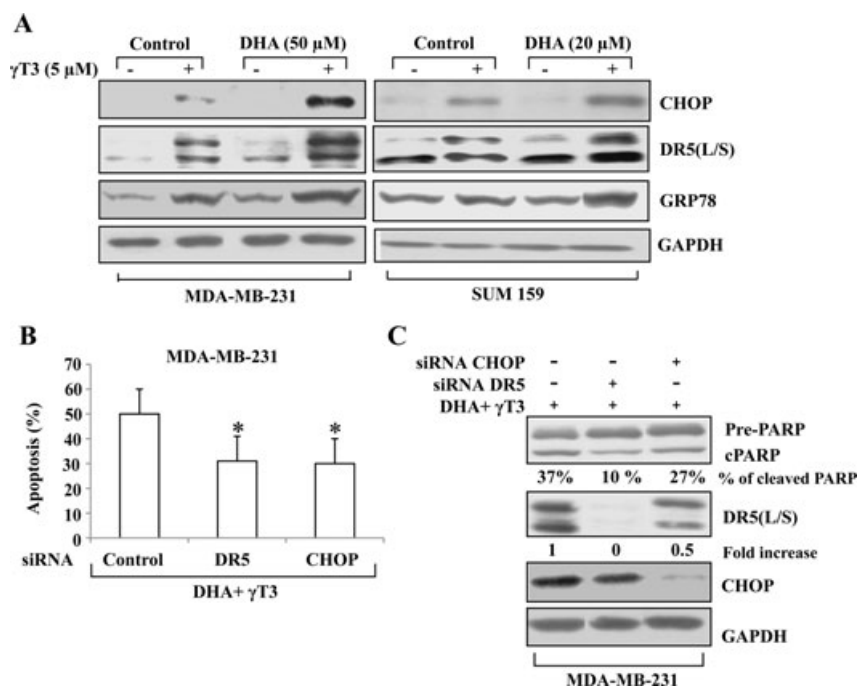 A
Control DHA (50 µM) Control DHA (20 µM)
γT3 (5 µM) - + - + - + - +
CHOP
DR5(L/S)
GRP78
GAPDH
MDA-MB-231 SUM 159
B
MDA-MB-231
Apoptosis (%)
70
60
50
40
30
20
10
0
* *
siRNA Control DR5 CHOP
DHA+ γT3
C
siRNA CHOP - - +
siRNA DR5 - + -
DHA+ γT3 + + +
Pre-PARP
cPARP
37% 10 % 27% % of cleaved PARP
DR5(L/S)
1 0 0.5 Fold increase
CHOP
GAPDH
MDA-MB-231